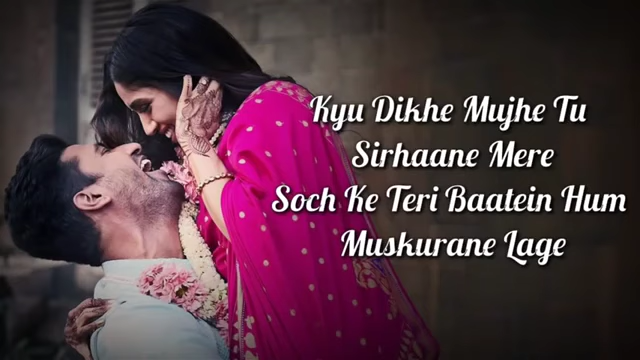 Kyu Dikhe Mujhe Tu
Sirhaane Mere
Soch Ke Teri Baatein Hum
Muskurane Lage